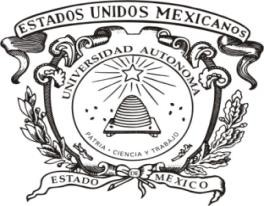 ESTADOS UNIDOS MEXICANOS
UNIVERSIDAD AUTONOMA
PATRIA • CIENCIA Y TRABAJO
ESTADO DE MEXICO